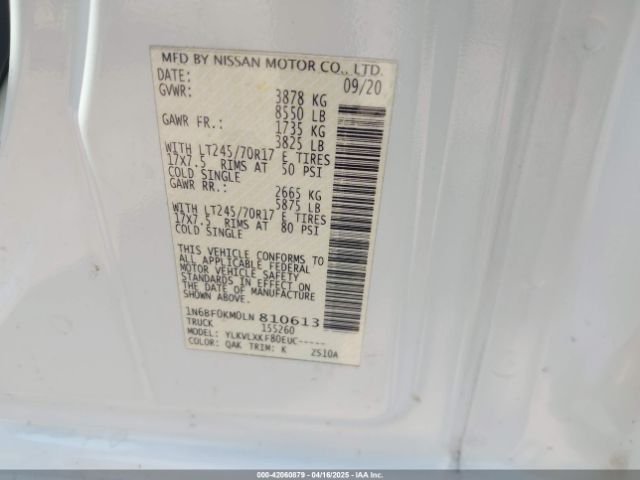 MFD BY NISSAN MOTOR CO., LTD.
DATE: 09/20
GVWR: 3878 KG
8550 LB
GAWR FR.: 1735 KG
3825 LB
WITH LT245/70R17 E TIRES
17X7.5 RIMS AT 50 PSI
COLD SINGLE
GAWR RR.: 2665 KG
5875 LB
WITH LT245/70R17 E TIRES
17X7.5 RIMS AT 80 PSI
COLD SINGLE
THIS VEHICLE CONFORMS TO
ALL APPLICABLE FEDERAL
MOTOR VEHICLE SAFETY
STANDARDS IN EFFECT ON
THE DATE OF MANUFACTURE
SHOWN ABOVE.
1N6BF0KM0LN 810613
TRUCK 155260
MODEL: YLKVLXKF80EUC-----
COLOR: QAK TRIM: K ZS10A
000-42060879 - 04/16/2025 - IAAI.COM